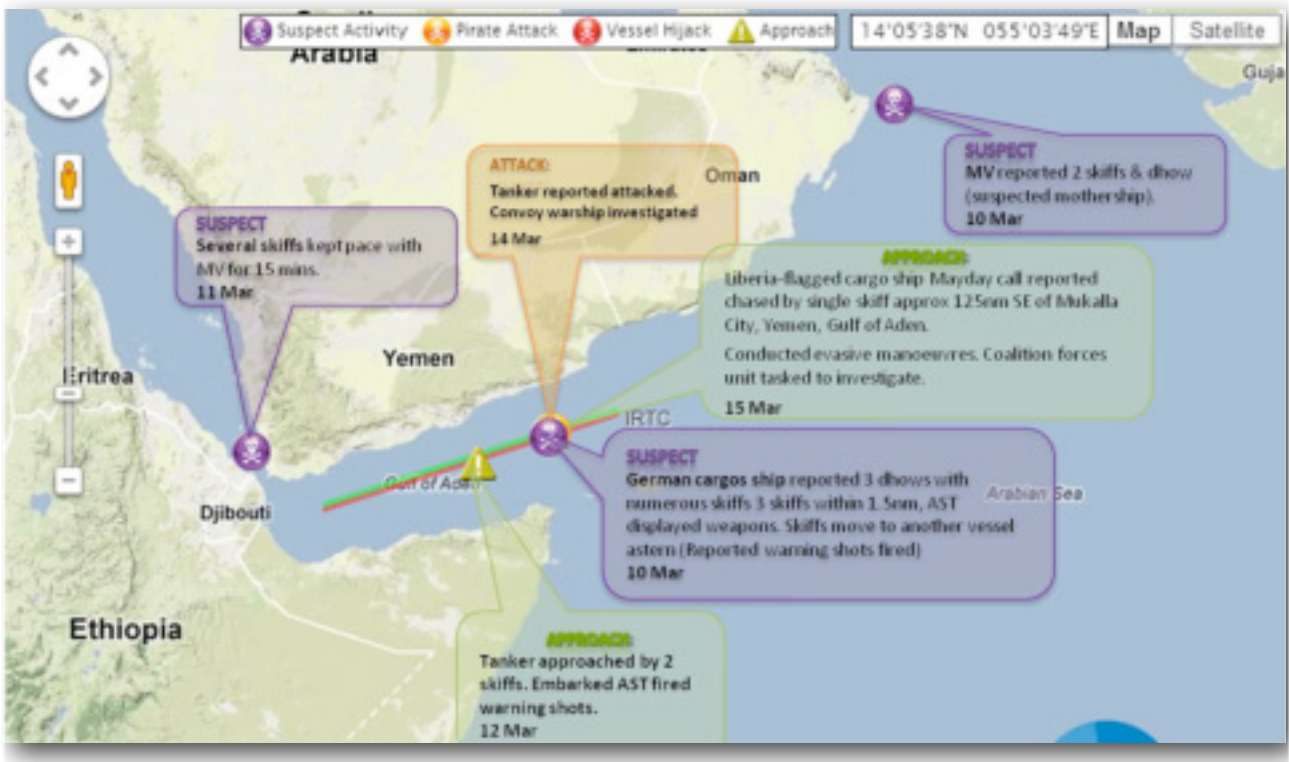 Suspect Activity Pirate Attack Vessel Hijack Approach
14°05'38"N 055°03'49"E Map Satellite
Arabia
Guja
SUSPECT
MV reported 2 skiffs & dhow
(suspected mothership).
10 Mar
ATTACK:
Tanker reported attacked.
Convoy warship investigated
14 Mar
Oman
SUSPECT
Several skiffs kept pace with
MV for 15 mins.
11 Mar
APPROACH:
Liberia-flagged cargo ship Mayday call reported
chased by single skiff approx 125nm SE of Mukalla
City, Yemen, Gulf of Aden.
Conducted evasive manoeuvres. Coalition forces
unit tasked to investigate.
15 Mar
Yemen
Eritrea
IRTC
SUSPECT
German cargos ship reported 3 dhows with
numerous skiffs 3 skiffs within 1.5nm, AST
displayed weapons. Skiffs move to another vessel
astern (Reported warning shots fired)
10 Mar
Gulf of Aden
Arabian Sea
Djibouti
Ethiopia
APPROACH:
Tanker approached by 2
skiffs. Embarked AST fired
warning shots.
12 Mar